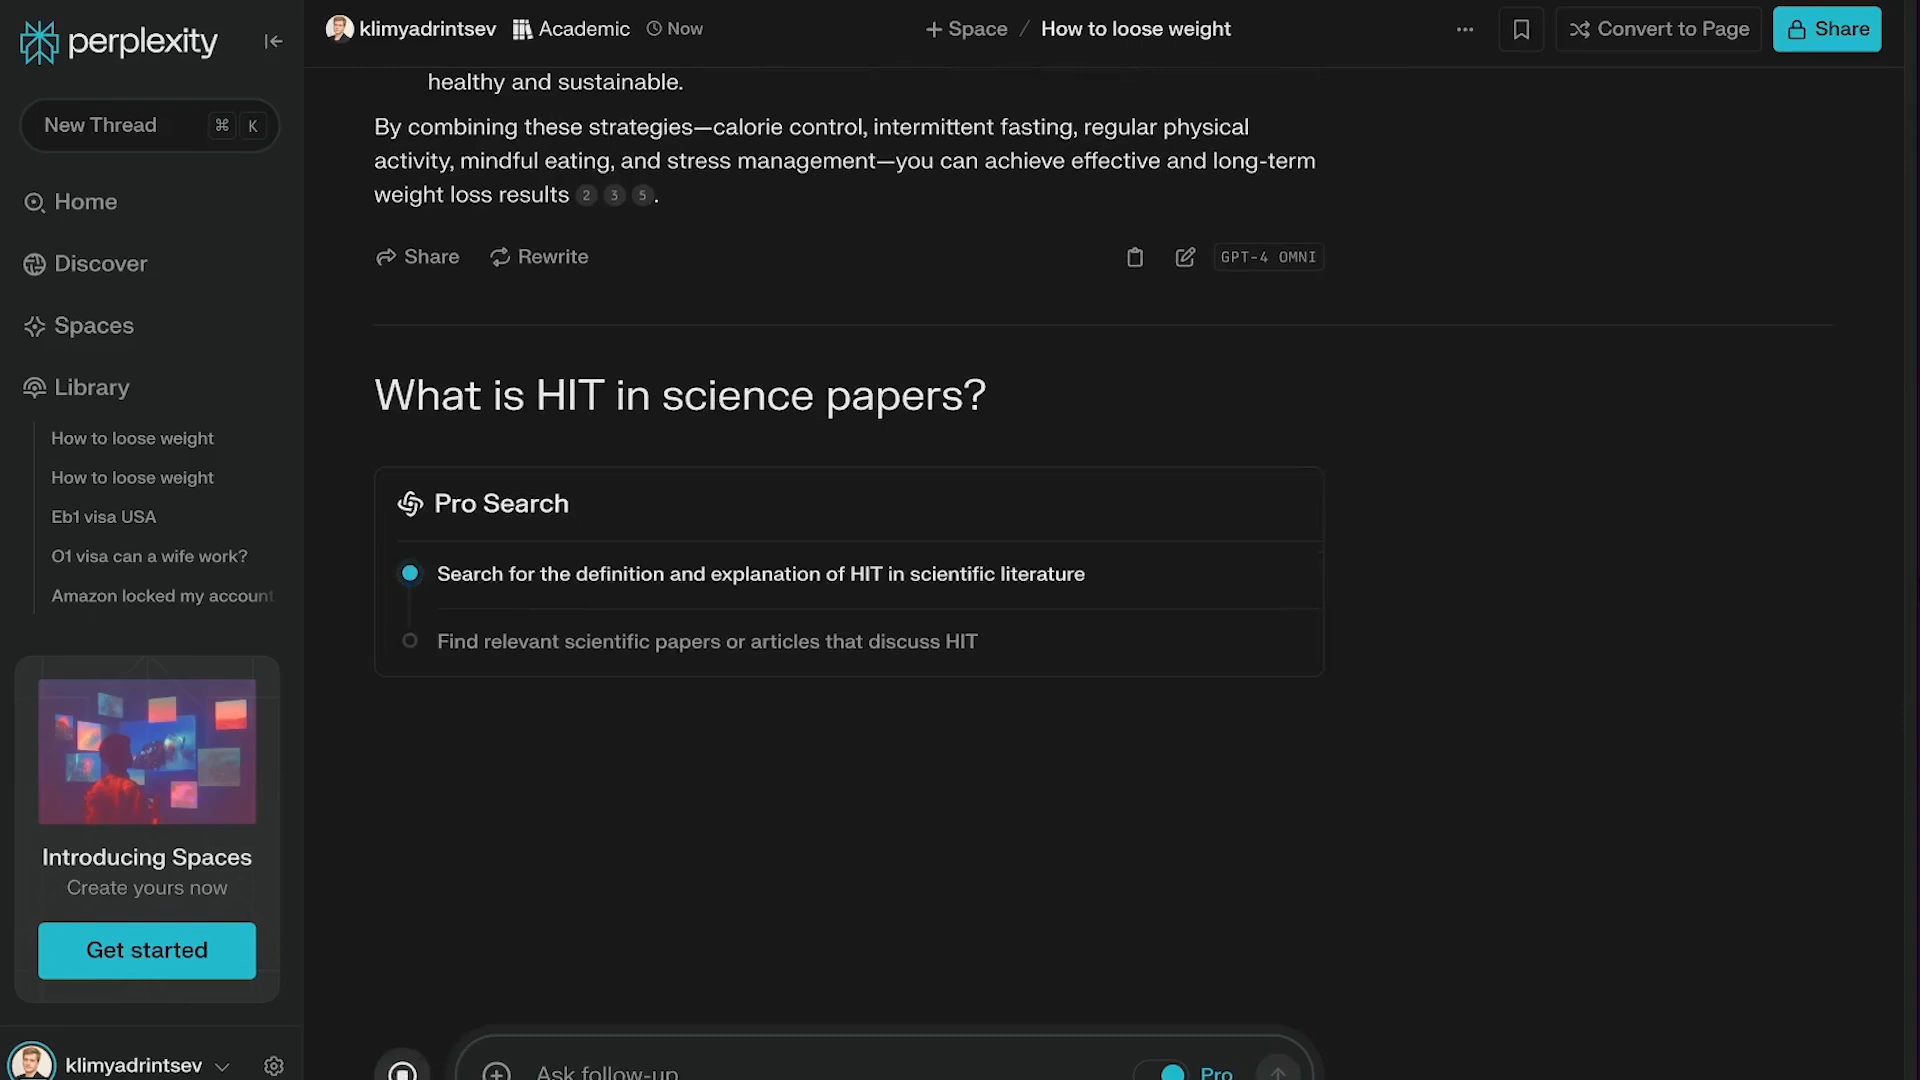 perplexity
New Thread ⌘ K
Home
Discover
Spaces
Library
How to loose weight
How to loose weight
Eb1 visa USA
O1 visa can a wife work?
Amazon locked my account
Introducing Spaces
Create yours now
Get started
klimyadrintsev
klimyadrintsev Academic Now
+ Space / How to loose weight
Convert to Page
Share
healthy and sustainable.
By combining these strategies—calorie control, intermittent fasting, regular physical
activity, mindful eating, and stress management—you can achieve effective and long-term
weight loss results 2 3 5.
Share Rewrite
GPT-4 OMNI
What is HIT in science papers?
Pro Search
Search for the definition and explanation of HIT in scientific literature
Find relevant scientific papers or articles that discuss HIT
Ask follow-up
Pro